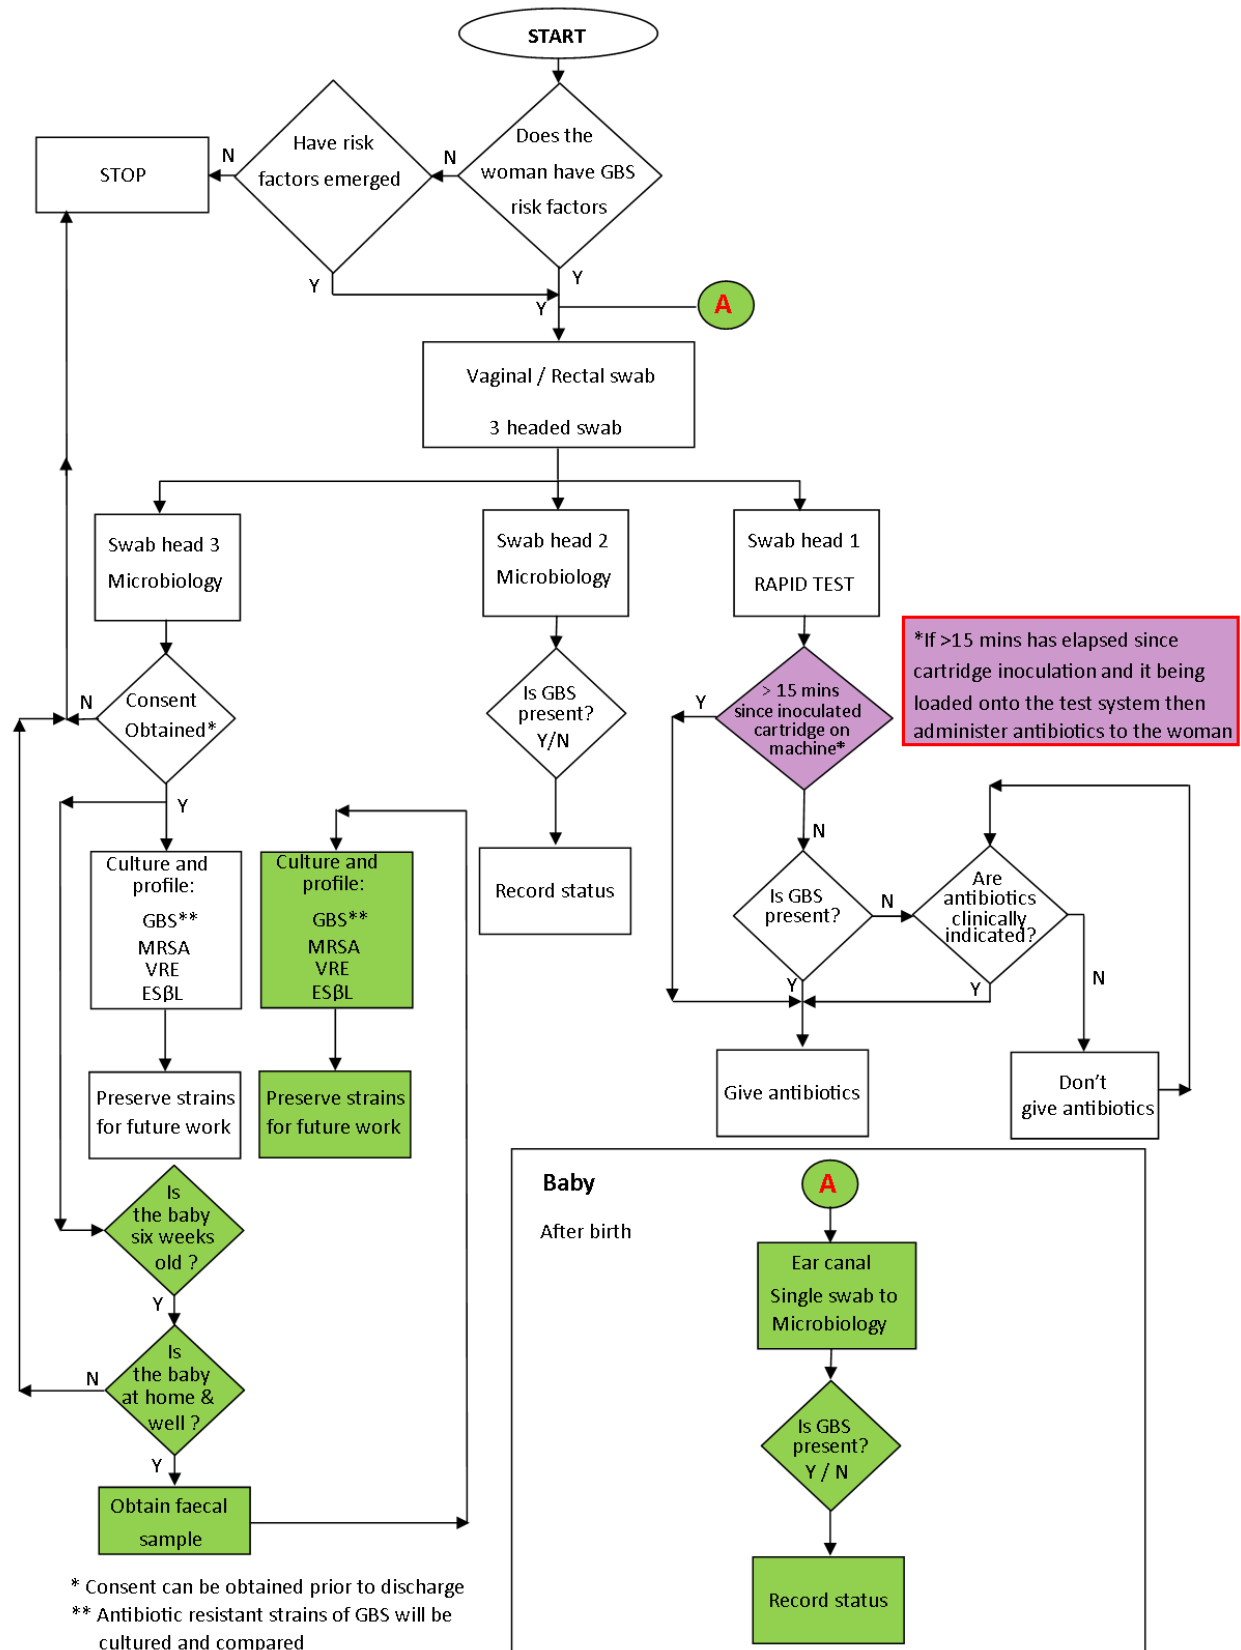 START
Does the
woman have GBS
risk factors
N
Have risk
factors emerged
N
STOP
Y
Y
Y
A
Vaginal / Rectal swab
3 headed swab
Swab head 3
Microbiology
Swab head 2
Microbiology
Swab head 1
RAPID TEST
*If >15 mins has elapsed since
cartridge inoculation and it being
loaded onto the test system then
administer antibiotics to the woman
N
Consent
Obtained*
Y
Is GBS
present?
Y/N
Y
> 15 mins
since inoculated
cartridge on
machine*
N
Culture and
profile:
GBS**
MRSA
VRE
ESβL
Culture and
profile:
GBS**
MRSA
VRE
ESβL
Record status
Is GBS
present?
N
Y
Are
antibiotics
clinically
indicated?
Y
N
Preserve strains
for future work
Preserve strains
for future work
Give antibiotics
Don't
give antibiotics
Is
the baby
six weeks
old ?
Y
Is
the baby
at home &
well ?
N
Y
Obtain faecal
sample
* Consent can be obtained prior to discharge
** Antibiotic resistant strains of GBS will be
cultured and compared
Baby
After birth
A
Ear canal
Single swab to
Microbiology
Is GBS
present?
Y / N
Record status